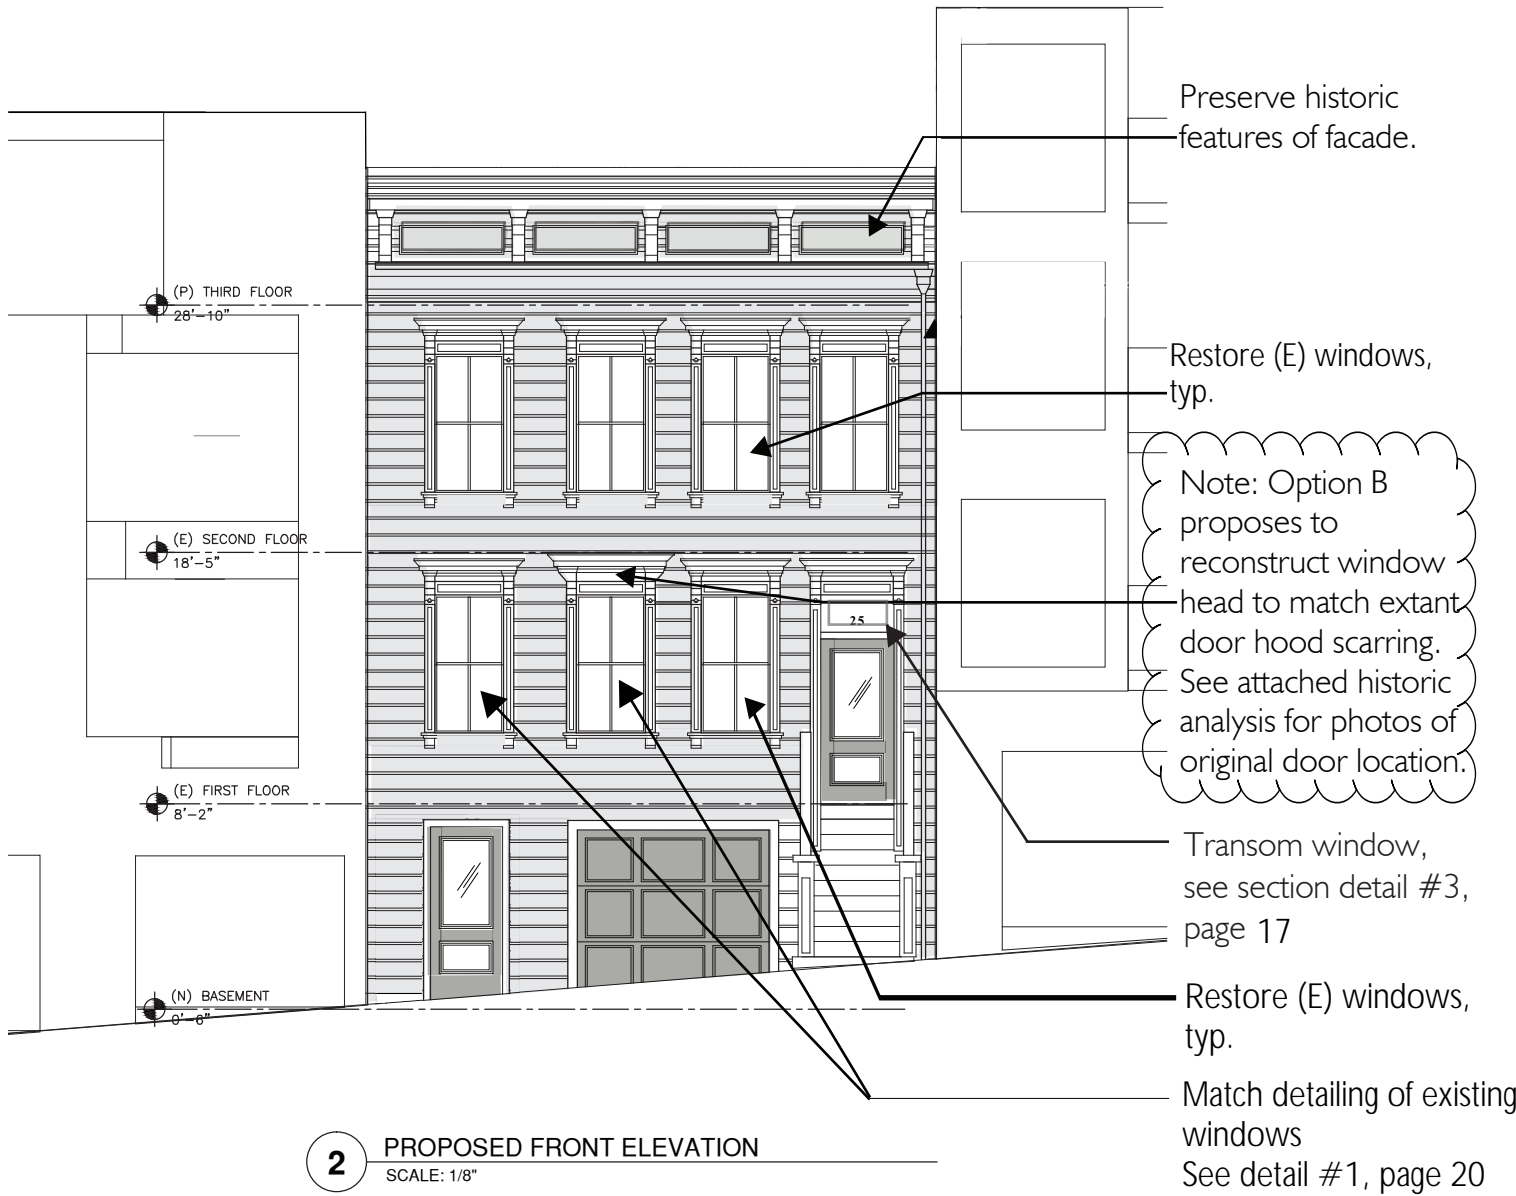 Preserve historic
features of facade.
(P) THIRD FLOOR
28'-10"
Restore (E) windows,
typ.
Note: Option B
proposes to
reconstruct window
head to match extant
door hood scarring.
See attached historic
analysis for photos of
original door location.
(E) SECOND FLOOR
18'-5"
25
(E) FIRST FLOOR
8'-2"
Transom window,
see section detail #3,
page 17
(N) BASEMENT
0'-6"
Restore (E) windows,
typ.
Match detailing of existing
windows
See detail #1, page 20
2
PROPOSED FRONT ELEVATION
SCALE: 1/8"